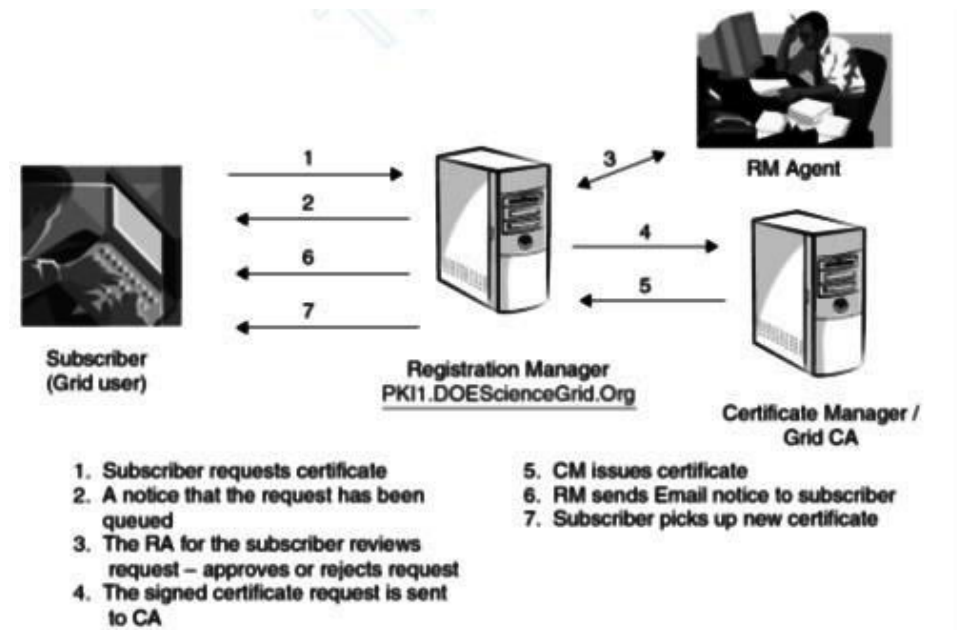 1
2
6
7
3
4
5
RM Agent
Subscriber
(Grid user)
Registration Manager
PKI1.DOEScienceGrid.Org
Certificate Manager /
Grid CA
1. Subscriber requests certificate
2. A notice that the request has been
queued
3. The RA for the subscriber reviews
request – approves or rejects request
4. The signed certificate request is sent
to CA
5. CM issues certificate
6. RM sends Email notice to subscriber
7. Subscriber picks up new certificate